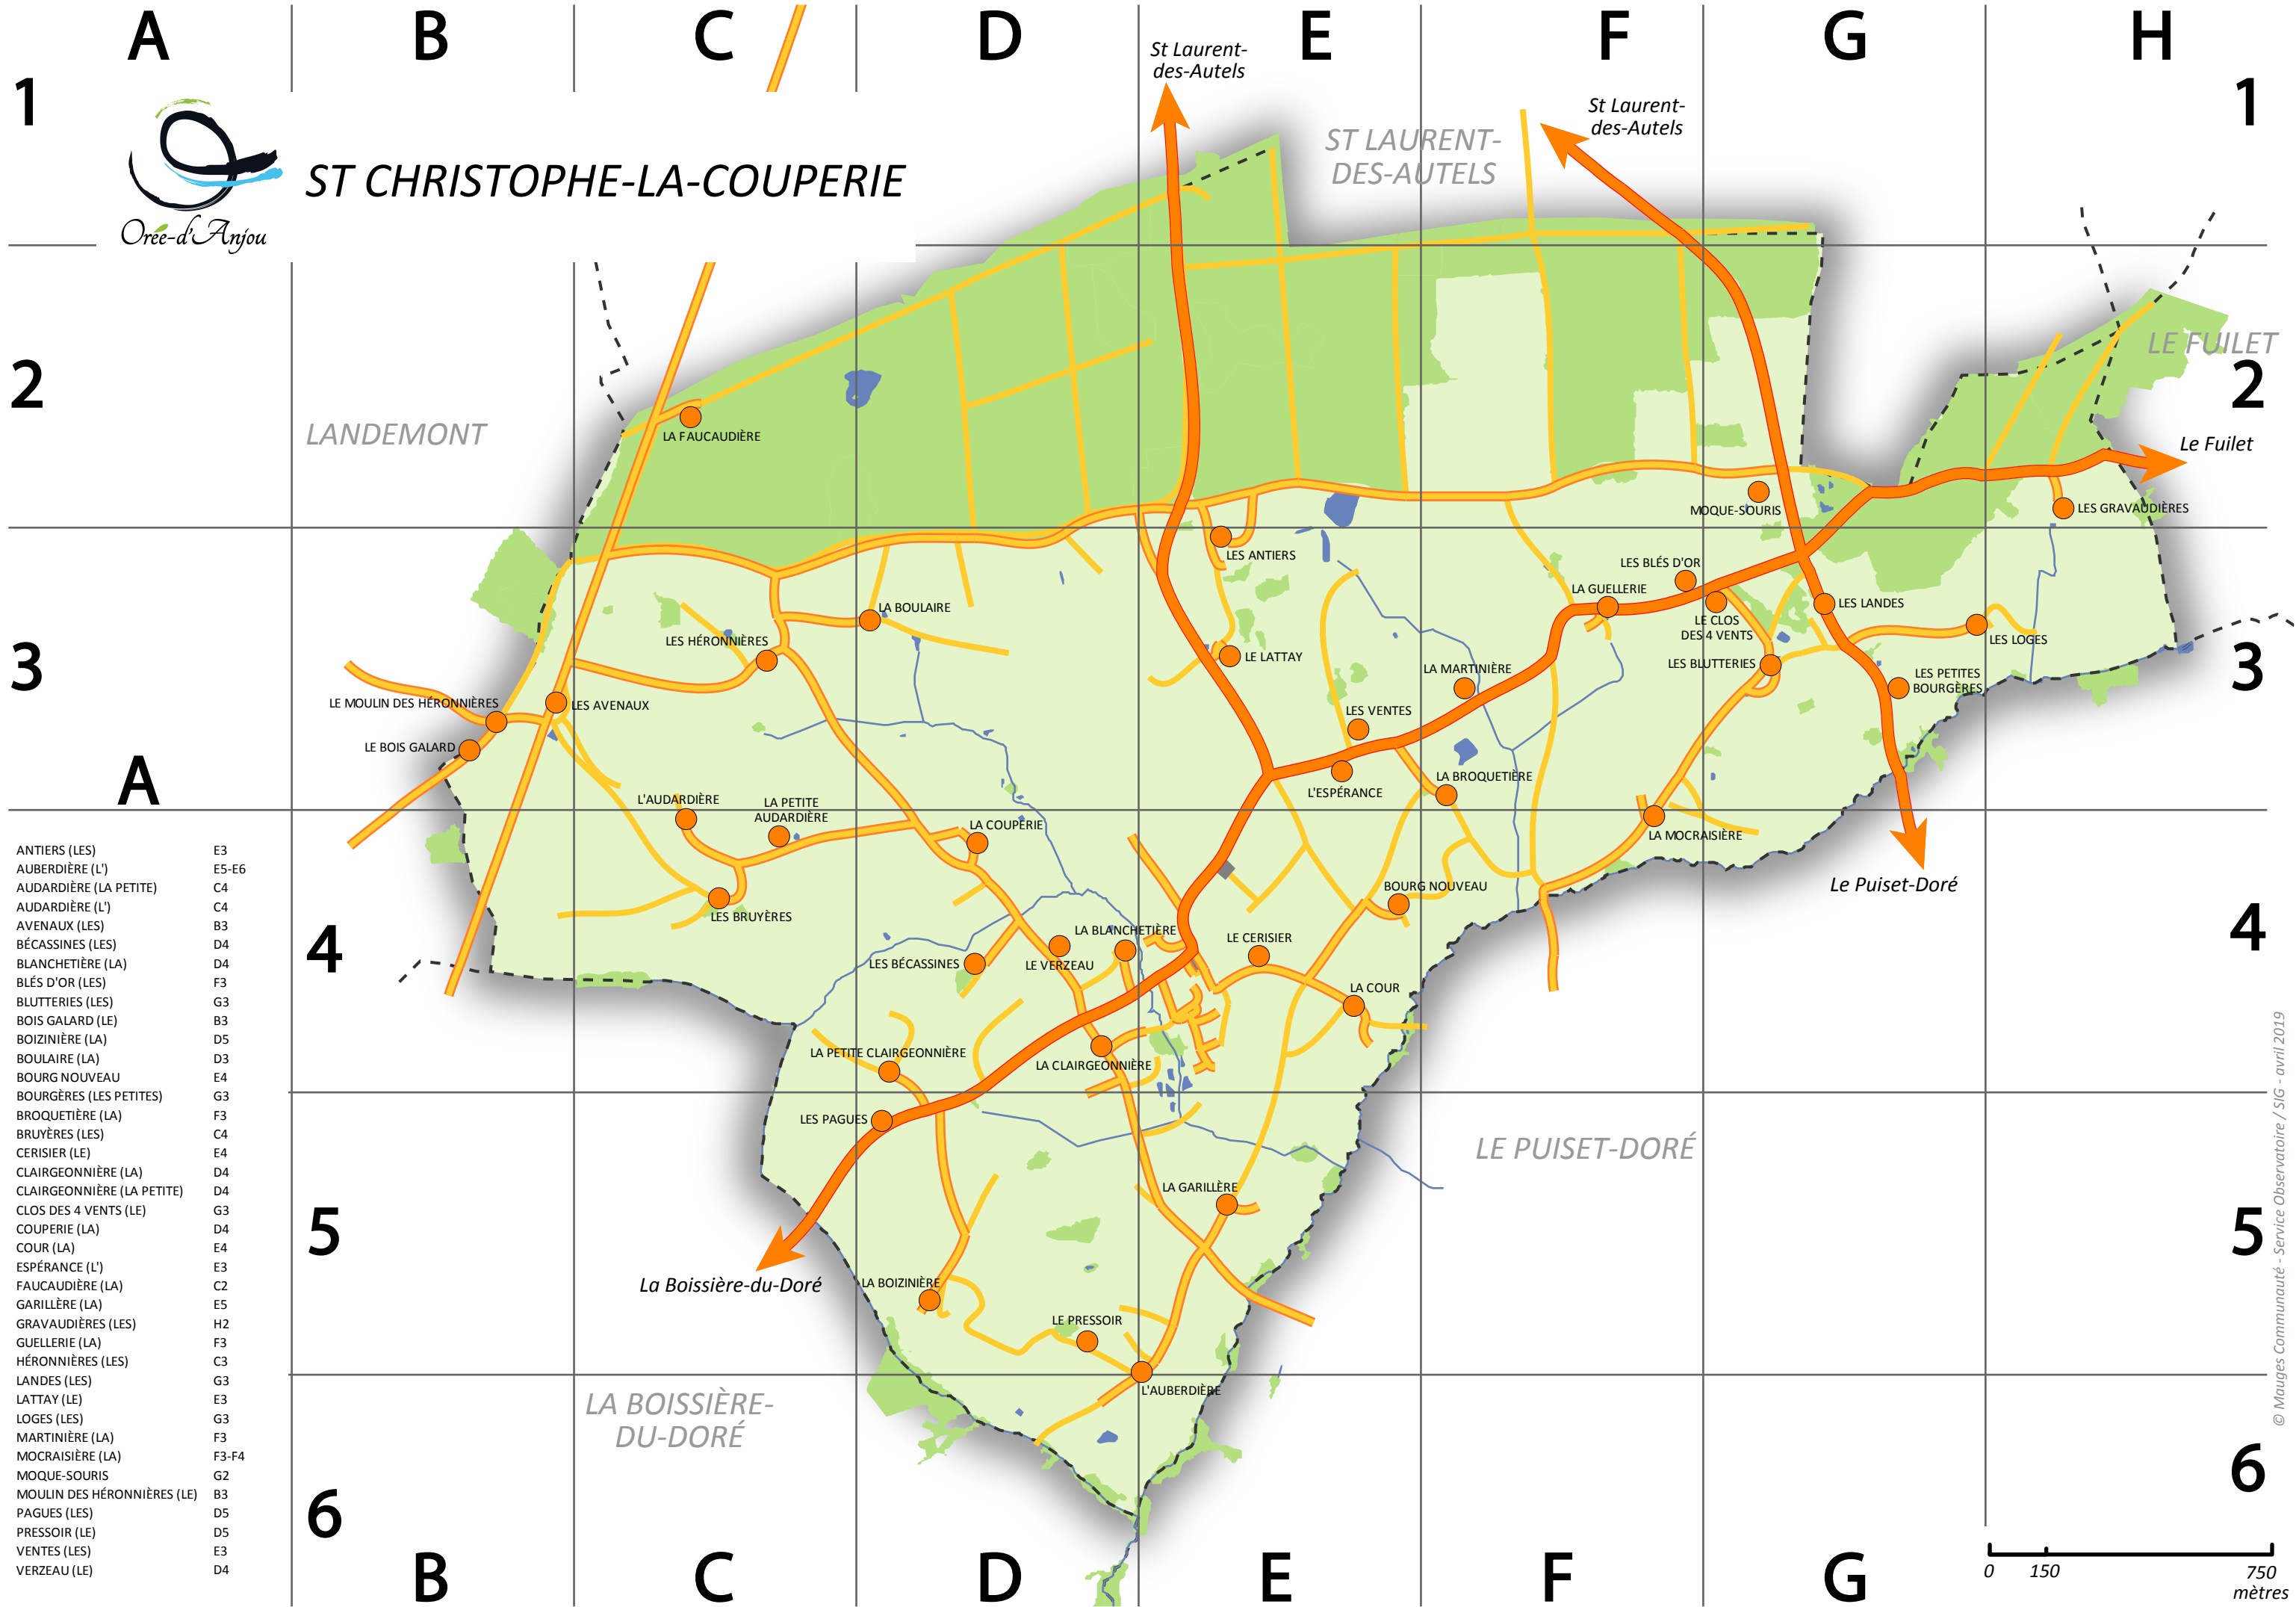 A B C D E F G H
1
1
St Laurent-
des-Autels
St Laurent-
des-Autels
ST LAURENT-
DES-AUTELS
Orée-d'Anjou
ST CHRISTOPHE-LA-COUPERIE
2
2
LANDEMONT
LE FUILET
Le Fuilet
LA FAUCAUDIÈRE
MOQUE-SOURIS
LES GRAVAUDIÈRES
3
3
LES ANTIERS
LES BLÉS D'OR
LA GUELLERIE
LA BOULAIRE
LES LANDES
LE CLOS
DES 4 VENTS
LES HÉRONNIÈRES
LES LOGES
LE LATTAY
LES BLUTTERIES
LA MARTINIÈRE
LES PETITES
BOURGÈRES
LE MOULIN DES HÉRONNIÈRES
LES AVENAUX
LES VENTES
LE BOIS GALARD
LA BROQUETIÈRE
L'ESPÉRANCE
A
4
4
L'AUDARDIÈRE
LA PETITE
AUDARDIÈRE
LA COUPERIE
LA MOCRAISIÈRE
Le Puiset-Doré
BOURG NOUVEAU
LES BRUYÈRES
LA BLANCHETIÈRE
LE CERISIER
LES BÉCASSINES
LE VERZEAU
LA COUR
LA PETITE CLAIRGEONNIÈRE
LA CLAIRGEONNIÈRE
5
5
LES PAGUES
LE PUISET-DORÉ
LA GARILLÈRE
La Boissière-du-Doré
LA BOIZINIÈRE
LE PRESSOIR
L'AUBERDIÈRE
LA BOISSIÈRE-
DU-DORÉ
6
6
ANTIERS (LES) E3
AUBERDIÈRE (L') E5-E6
AUDARDIÈRE (LA PETITE) C4
AUDARDIÈRE (L') C4
AVENAUX (LES) B3
BÉCASSINES (LES) D4
BLANCHETIÈRE (LA) D4
BLÉS D'OR (LES) F3
BLUTTERIES (LES) G3
BOIS GALARD (LE) B3
BOIZINIÈRE (LA) D5
BOULAIRE (LA) D3
BOURG NOUVEAU E4
BOURGÈRES (LES PETITES) G3
BROQUETIÈRE (LA) F3
BRUYÈRES (LES) C4
CERISIER (LE) E4
CLAIRGEONNIÈRE (LA) D4
CLAIRGEONNIÈRE (LA PETITE) D4
CLOS DES 4 VENTS (LE) G3
COUPERIE (LA) D4
COUR (LA) E4
ESPÉRANCE (L') E3
FAUCAUDIÈRE (LA) C2
GARILLÈRE (LA) E5
GRAVAUDIÈRES (LES) H2
GUELLERIE (LA) F3
HÉRONNIÈRES (LES) C3
LANDES (LES) G3
LATTAY (LE) E3
LOGES (LES) G3
MARTINIÈRE (LA) F3
MOCRAISIÈRE (LA) F3-F4
MOQUE-SOURIS G2
MOULIN DES HÉRONNIÈRES (LE) B3
PAGUES (LES) D5
PRESSOIR (LE) D5
VENTES (LES) E3
VERZEAU (LE) D4
B C D E F G
0 150 750
mètres
© Mauges Communauté - Service Observatoire / SIG - avril 2019